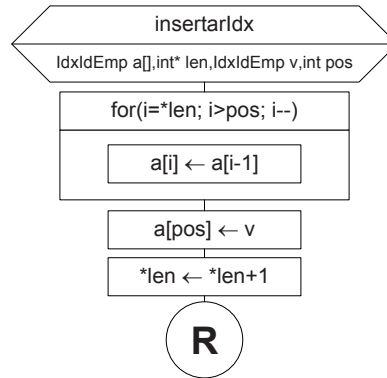 insertarIdx
IdxIdEmp a[],int* len,IdxIdEmp v,int pos
for(i=*len; i>pos; i--)
a[i] ← a[i-1]
a[pos] ← v
*len ← *len+1
R